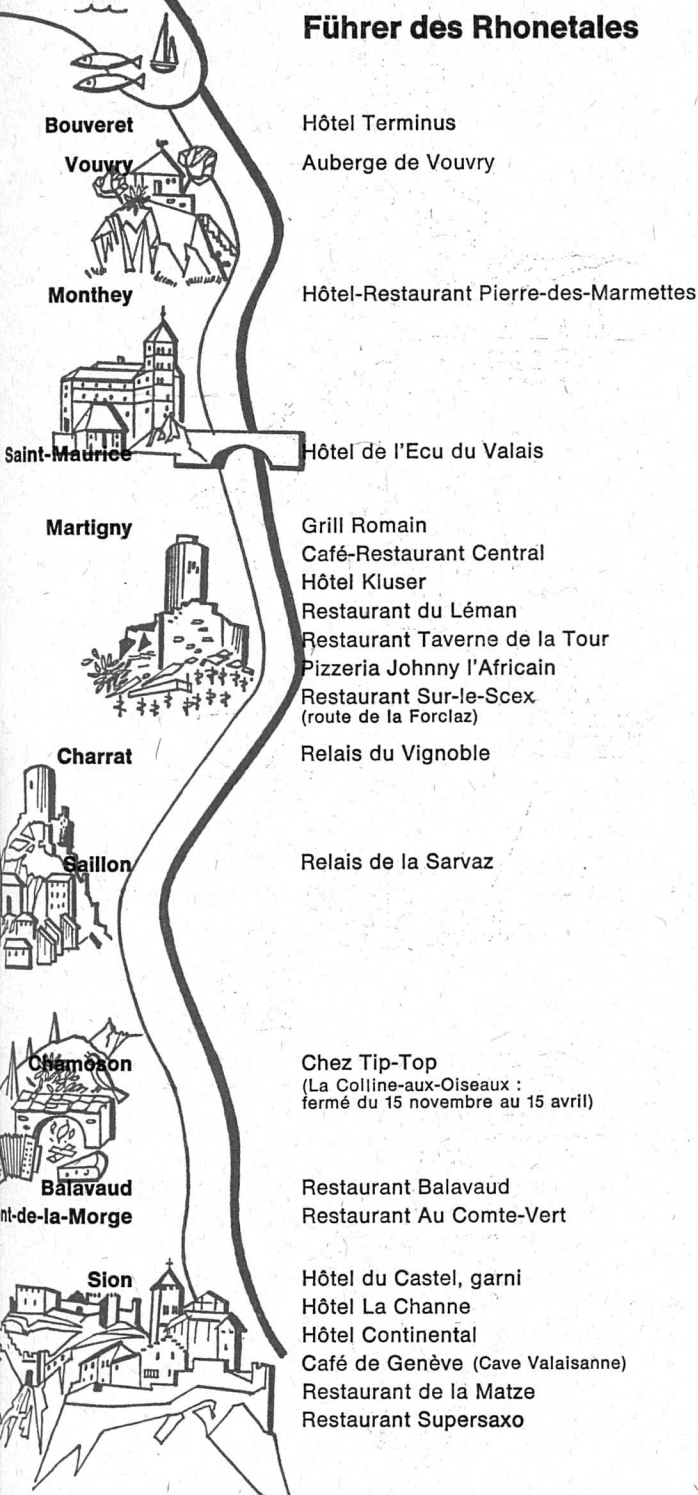 Führer des Rhonetales
Bouveret Hôtel Terminus
Vouvry Auberge de Vouvry
Monthey Hôtel-Restaurant Pierre-des-Marmettes
Saint-Maurice Hôtel de l'Ecu du Valais
Martigny Grill Romain
Café-Restaurant Central
Hôtel Kluser
Restaurant du Léman
Restaurant Taverne de la Tour
Pizzeria Johnny l'Africain
Restaurant Sur-le-Scex
(route de la Forclaz)
Charrat Relais du Vignoble
Saillon Relais de la Sarvaz
Chamoson Chez Tip-Top
(La Colline-aux-Oiseaux :
fermé du 15 novembre au 15 avril)
Balavaud Restaurant Balavaud
nt-de-la-Morge Restaurant Au Comte-Vert
Sion Hôtel du Castel, garni
Hôtel La Channe
Hôtel Continental
Café de Genève (Cave Valaisanne)
Restaurant de la Matze
Restaurant Supersaxo